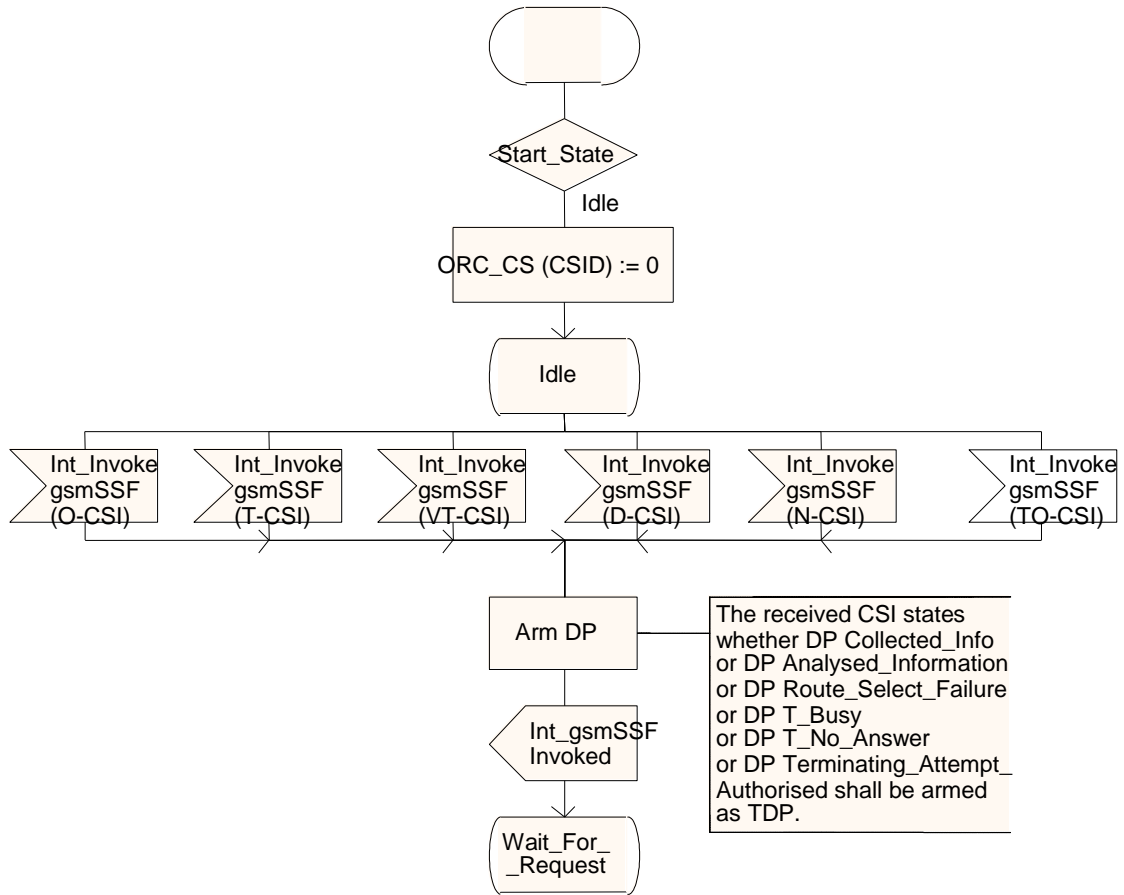 Start_State
Idle
ORC_CS (CSID) := 0
Idle
Int_Invoke
gsmSSF
(O-CSI)
Int_Invoke
gsmSSF
(T-CSI)
Int_Invoke
gsmSSF
(VT-CSI)
Int_Invoke
gsmSSF
(D-CSI)
Int_Invoke
gsmSSF
(N-CSI)
Int_Invoke
gsmSSF
(TO-CSI)
Arm DP
The received CSI states
whether DP Collected_Info
or DP Analysed_Information
or DP Route_Select_Failure
or DP T_Busy
or DP T_No_Answer
or DP Terminating_Attempt_
Authorised shall be armed
as TDP.
Int_gsmSSF
Invoked
Wait_For_
_Request